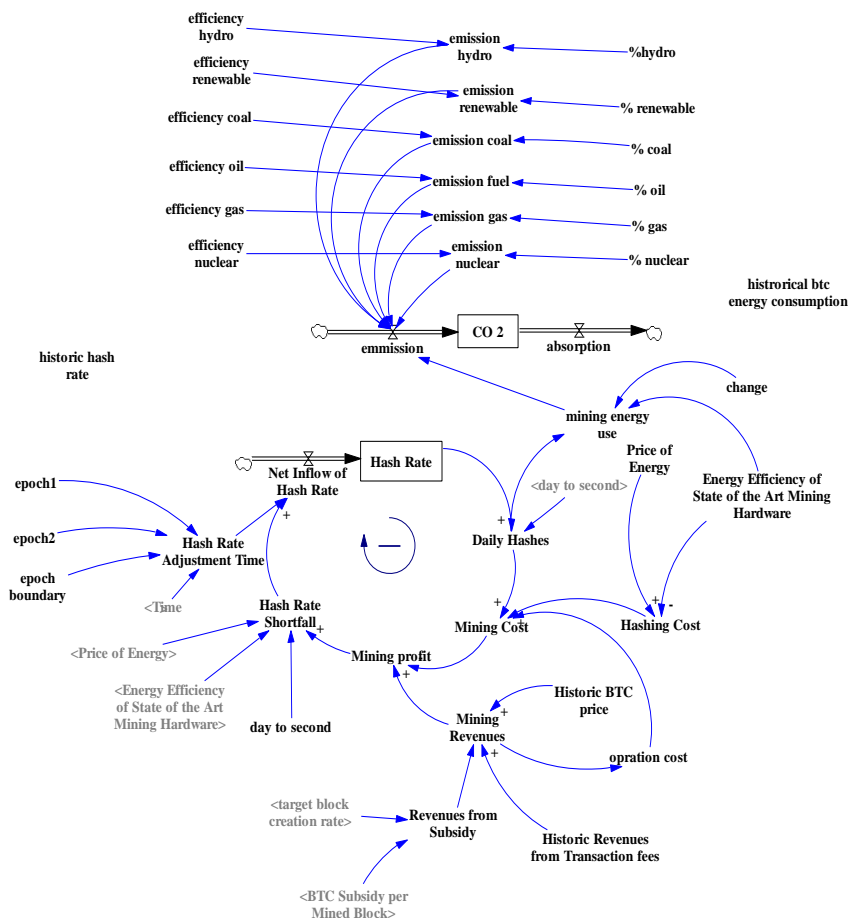 efficiency
hydro
emission
hydro
%hydro
efficiency
renewable
emission
renewable
% renewable
efficiency coal
emission coal
% coal
efficiency oil
emission fuel
% oil
efficiency gas
emission gas
% gas
efficiency
nuclear
emission
nuclear
% nuclear
histrorical btc
energy consumption
CO 2
emmission
absorption
historic hash
rate
change
mining energy
use
Price of
Energy
Hash Rate
Net Inflow of
Hash Rate
+
<day to second>
Energy Efficiency of
State of the Art Mining
Hardware
epoch1
epoch2
epoch
boundary
Hash Rate
Adjustment Time
<Time
+
Daily Hashes
Hash Rate
Shortfall
+
+
+
Mining Cost
+
-
Hashing Cost
<Price of Energy>
Mining profit
+
<Energy Efficiency
of State of the Art
Mining Hardware>
day to second
Historic BTC
price
+
Mining
Revenues
+
opration cost
<target block
creation rate>
Revenues from
Subsidy
Historic Revenues
from Transaction fees
<BTC Subsidy per
Mined Block>